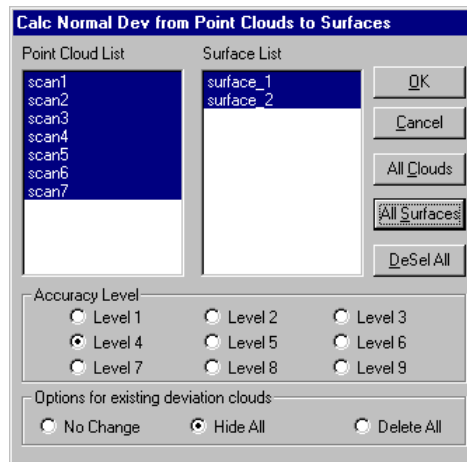 Calc Normal Dev from Point Clouds to Surfaces
Point Cloud List
Surface List
scan1
scan2
scan3
scan4
scan5
scan6
scan7
surface_1
surface_2
OK
Cancel
All Clouds
All Surfaces
DeSel All
Accuracy Level
Level 1 Level 2 Level 3
Level 4 Level 5 Level 6
Level 7 Level 8 Level 9
Options for existing deviation clouds
No Change Hide All Delete All